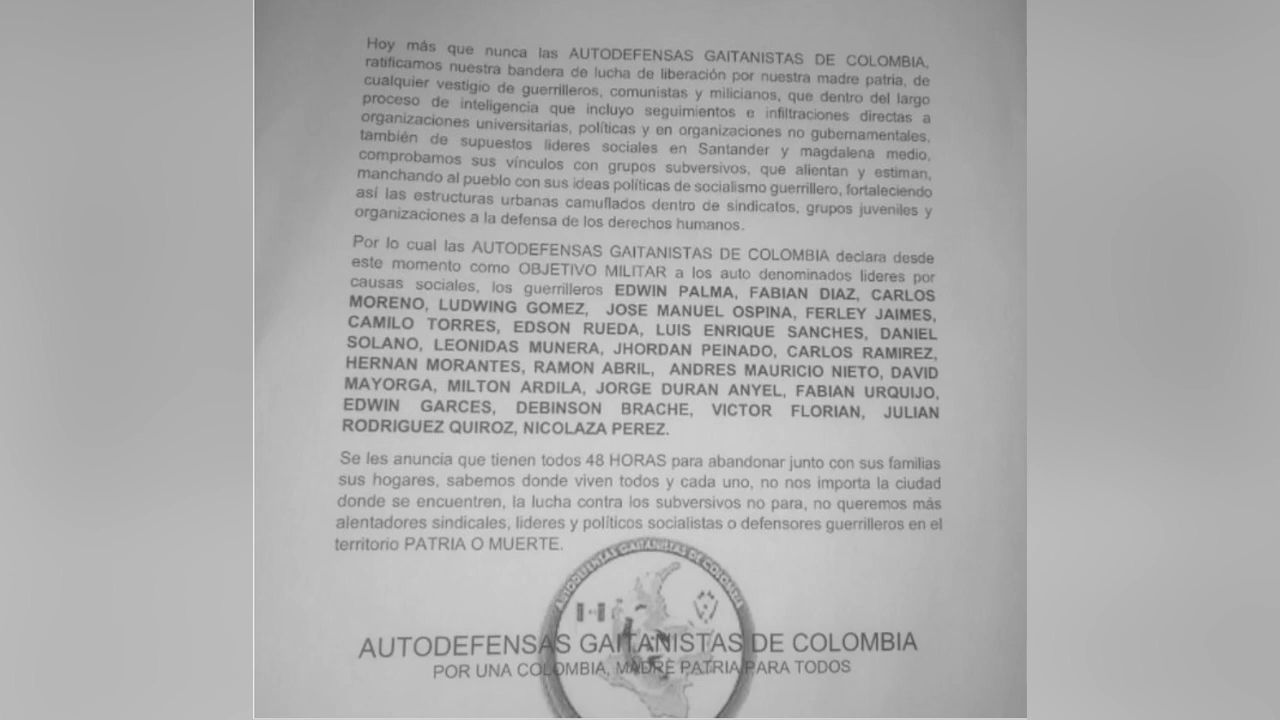 Hoy más que nunca las AUTODEFENSAS GAITANISTAS DE COLOMBIA,
ratificamos nuestra bandera de lucha de liberación por nuestra madre patria, de
cualquier vestigio de guerrilleros, comunistas y milicianos, que dentro del largo
proceso de inteligencia que incluyo seguimientos e infiltraciones directas a
organizaciones universitarias, políticas y en organizaciones no gubernamentales,
también de supuestos lideres sociales en Santander y magdalena medio,
comprobamos sus vínculos con grupos subversivos, que alientan y estiman,
manchando al pueblo con sus ideas políticas de socialismo guerrillero, fortaleciendo
así las estructuras urbanas camuflados dentro de sindicatos, grupos juveniles y
organizaciones a la defensa de los derechos humanos.
Por lo cual las AUTODEFENSAS GAITANISTAS DE COLOMBIA declara desde
este momento como OBJETIVO MILITAR a los auto denominados lideres por
causas sociales, los guerrilleros EDWIN PALMA, FABIAN DIAZ, CARLOS
MORENO, LUDWING GOMEZ, JOSE MANUEL OSPINA, FERLEY JAIMES,
CAMILO TORRES, EDSON RUEDA, LUIS ENRIQUE SANCHES, DANIEL
SOLANO, LEONIDAS MUNERA, JHORDAN PEINADO, CARLOS RAMIREZ,
HERNAN MORANTES, RAMON ABRIL, ANDRES MAURICIO NIETO, DAVID
MAYORGA, MILTON ARDILA, JORGE DURAN ANYEL, FABIAN URQUIJO,
EDWIN GARCES, DEBINSON BRACHE, VICTOR FLORIAN, JULIAN
RODRIGUEZ QUIROZ, NICOLAZA PEREZ.
Se les anuncia que tienen todos 48 HORAS para abandonar junto con sus familias
sus hogares, sabemos donde viven todos y cada uno, no nos importa la ciudad
donde se encuentren, la lucha contra los subversivos no para, no queremos más
alentadores sindicales, lideres y políticos socialistas o defensores guerrilleros en el
territorio PATRIA O MUERTE.
AUTODEFENSAS GAITANISTAS DE COLOMBIA
AUTODEFENSAS GAITANISTAS DE COLOMBIA
POR UNA COLOMBIA, MADRE PATRIA PARA TODOS